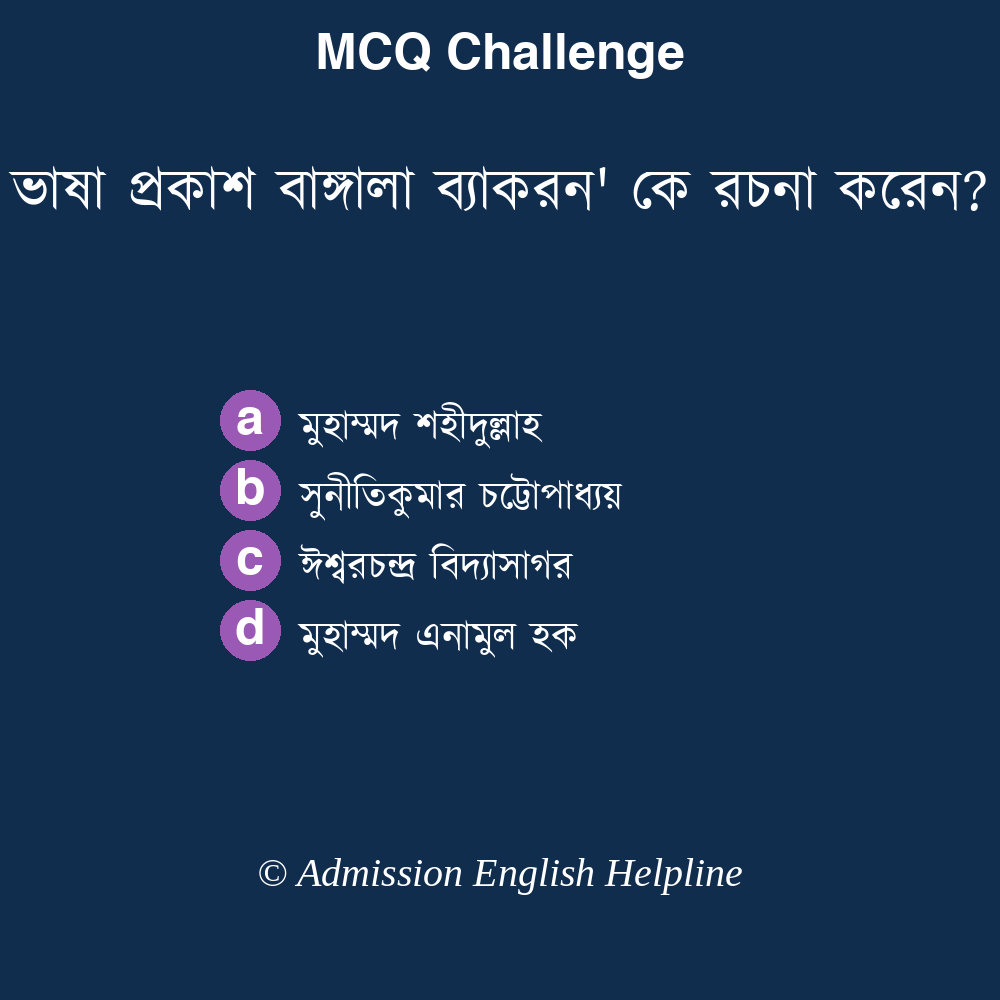 MCQ Challenge
ভাষা প্রকাশ বাঙ্গালা ব্যাকরন' কে রচনা করেন?
a মুহাম্মদ শহীদুল্লাহ
b সুনীতিকুমার চট্টোপাধ্যয়
c ঈশ্বরচন্দ্র বিদ্যাসাগর
d মুহাম্মদ এনামুল হক
© Admission English Helpline